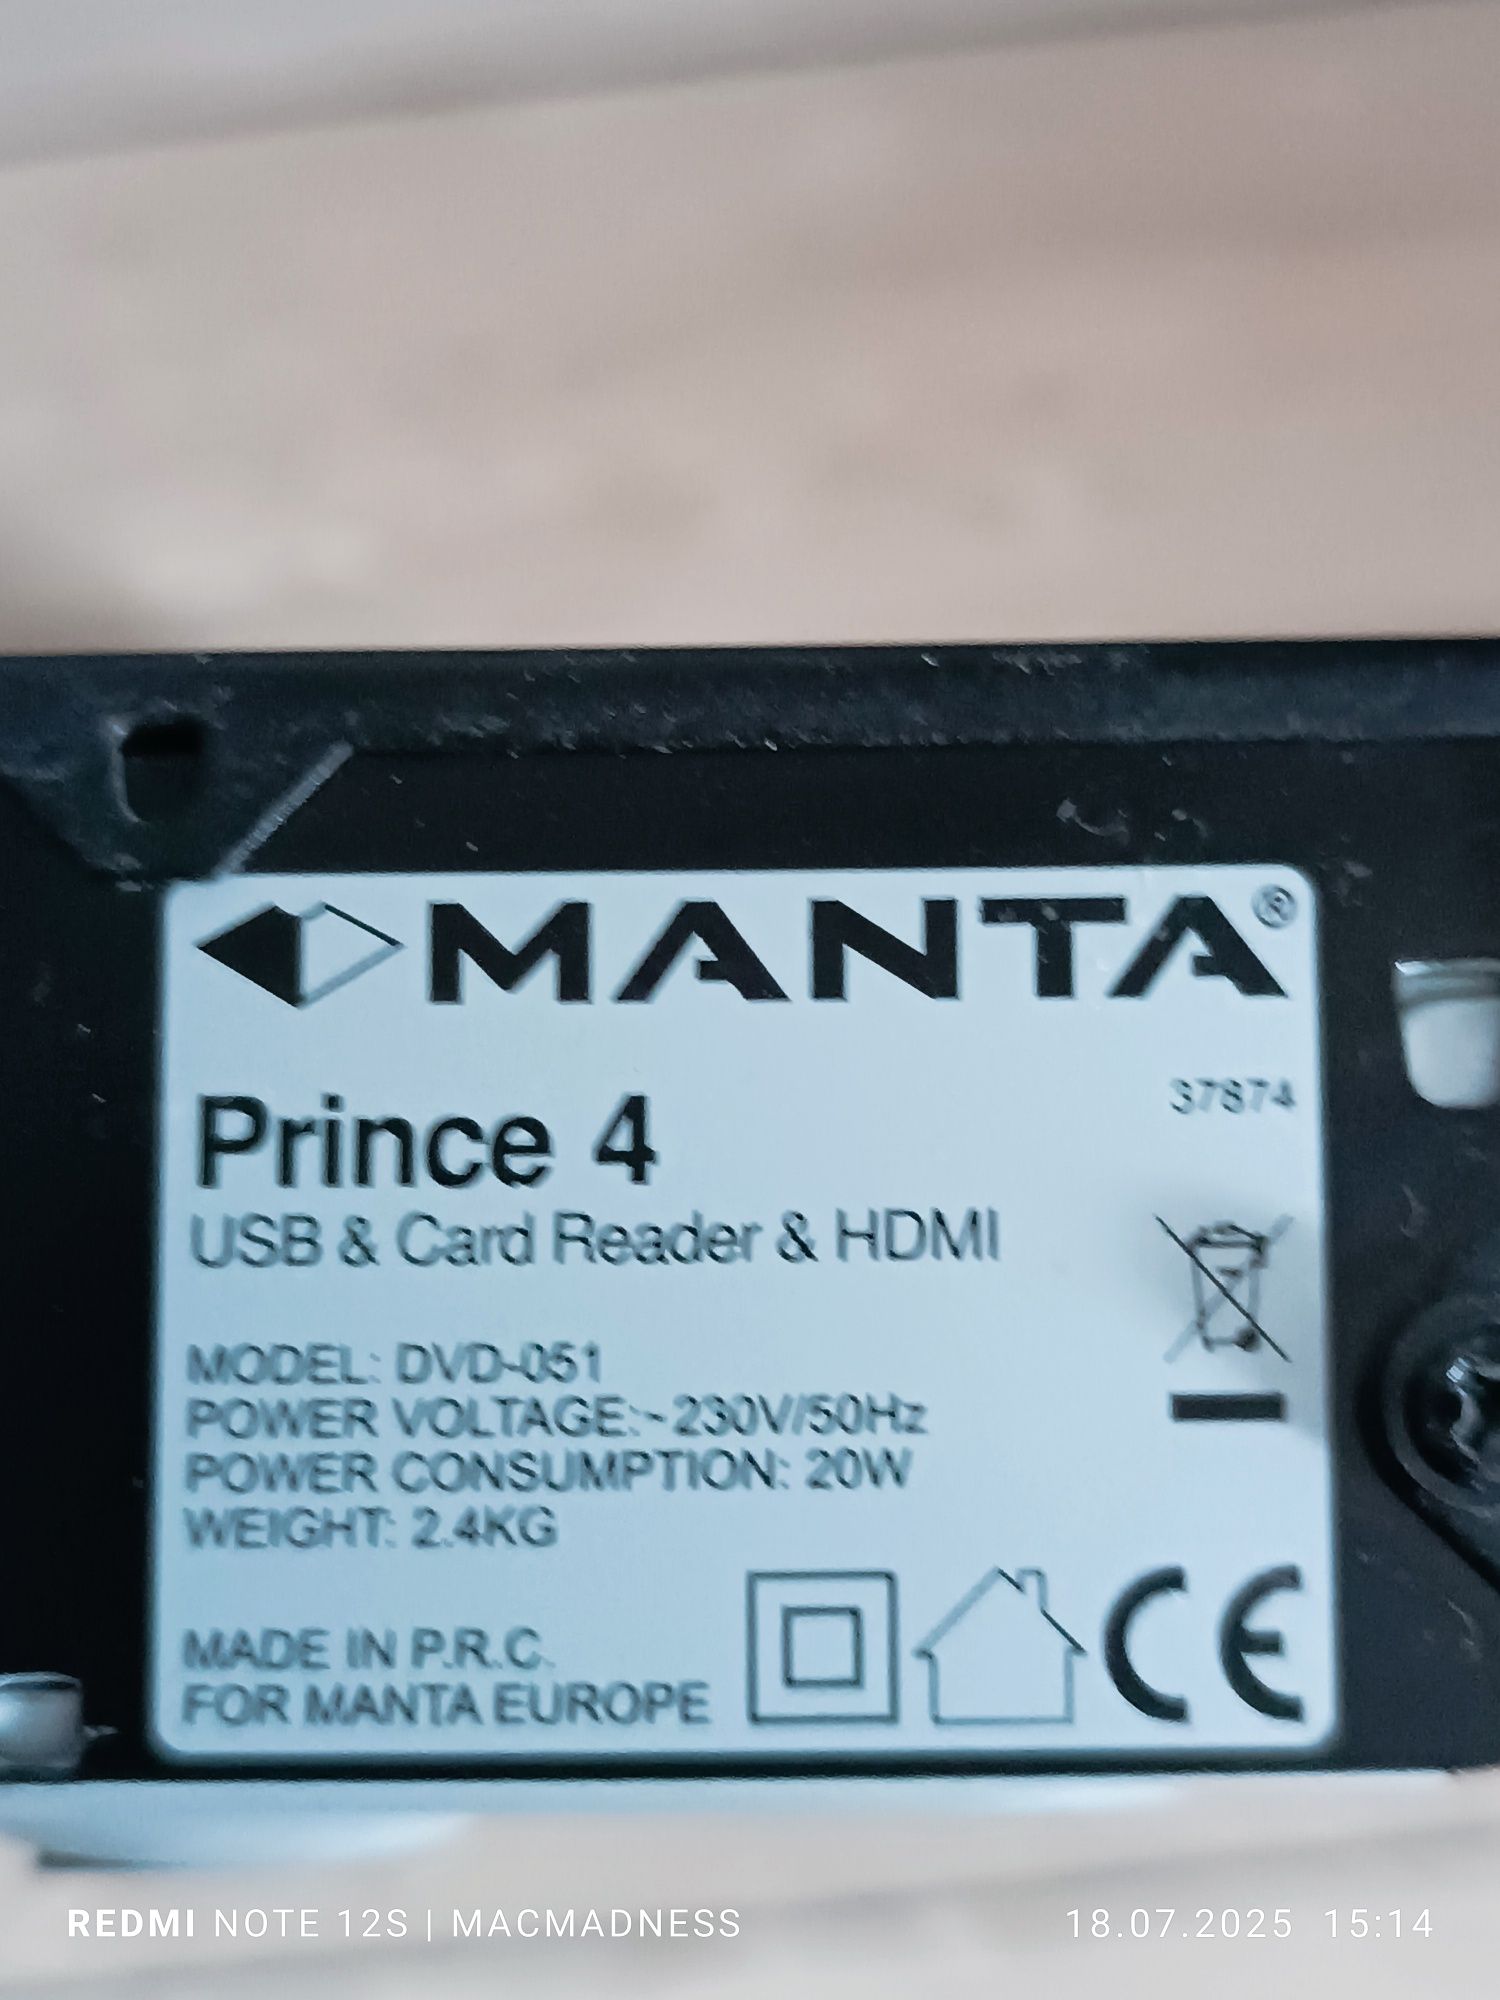 MANTA®
37874
Prince 4
USB & Card Reader & HDMI
MODEL: DVD-051
POWER VOLTAGE:~230V/50Hz
POWER CONSUMPTION: 20W
WEIGHT: 2.4KG
MADE IN P.R.C.
FOR MANTA EUROPE
CE
REDMI NOTE 12S | MACMADNESS
18.07.2025 15:14